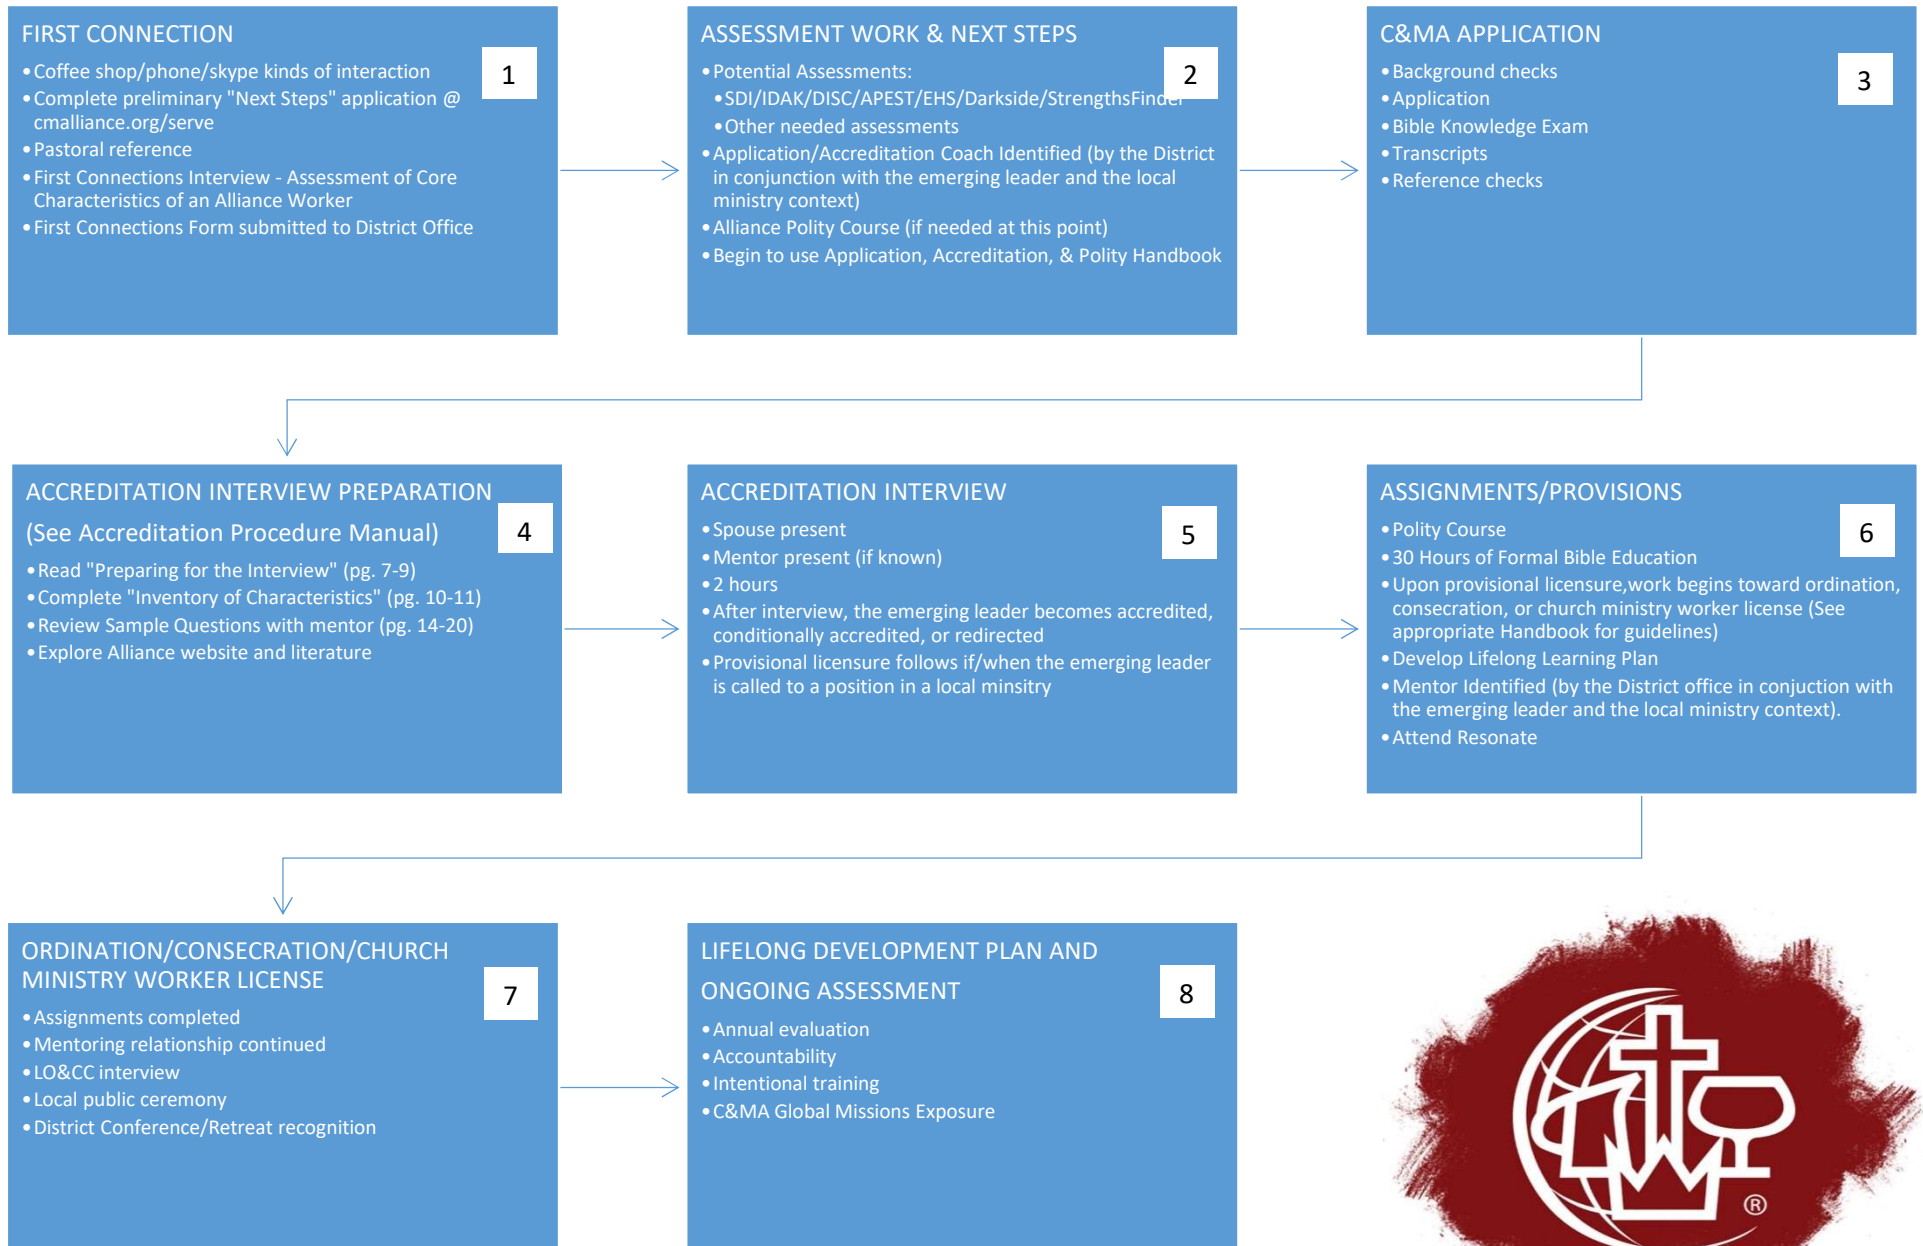 FIRST CONNECTION
1
•Coffee shop/phone/skype kinds of interaction
•Complete preliminary "Next Steps" application @
cmalliance.org/serve
•Pastoral reference
•First Connections Interview - Assessment of Core
Characteristics of an Alliance Worker
•First Connections Form submitted to District Office
ASSESSMENT WORK & NEXT STEPS
2
•Potential Assessments:
•SDI/IDAK/DISC/APEST/EHS/Darkside/StrengthsFinder
•Other needed assessments
•Application/Accreditation Coach Identified (by the District
in conjunction with the emerging leader and the local
ministry context)
•Alliance Polity Course (if needed at this point)
•Begin to use Application, Accreditation, & Polity Handbook
C&MA APPLICATION
3
•Background checks
•Application
•Bible Knowledge Exam
•Transcripts
•Reference checks
ACCREDITATION INTERVIEW PREPARATION
(See Accreditation Procedure Manual)
4
•Read "Preparing for the Interview" (pg. 7-9)
•Complete "Inventory of Characteristics" (pg. 10-11)
•Review Sample Questions with mentor (pg. 14-20)
•Explore Alliance website and literature
ACCREDITATION INTERVIEW
5
•Spouse present
•Mentor present (if known)
•2 hours
•After interview, the emerging leader becomes accredited,
conditionally accredited, or redirected
•Provisional licensure follows if/when the emerging leader
is called to a position in a local minsitry
ASSIGNMENTS/PROVISIONS
6
•Polity Course
•30 Hours of Formal Bible Education
•Upon provisional licensure,work begins toward ordination,
consecration, or church ministry worker license (See
appropriate Handbook for guidelines)
•Develop Lifelong Learning Plan
•Mentor Identified (by the District office in conjuction with
the emerging leader and the local ministry context).
•Attend Resonate
ORDINATION/CONSECRATION/CHURCH
MINISTRY WORKER LICENSE
7
•Assignments completed
•Mentoring relationship continued
•LO&CC interview
•Local public ceremony
•District Conference/Retreat recognition
LIFELONG DEVELOPMENT PLAN AND
ONGOING ASSESSMENT
8
•Annual evaluation
•Accountability
•Intentional training
•C&MA Global Missions Exposure
®